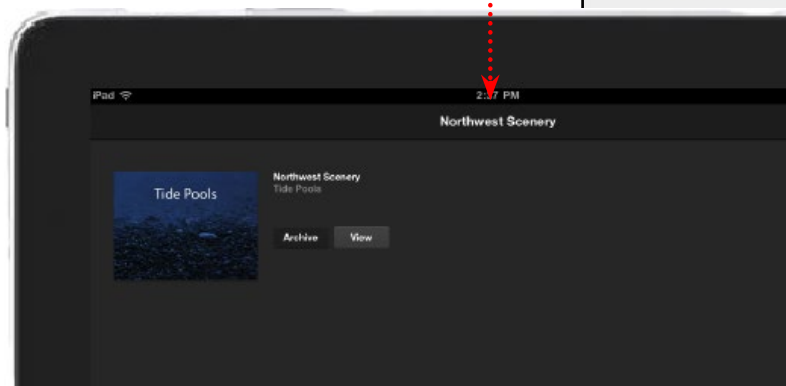 iPad PM
Northwest Scenery
Tide Pools
Northwest Scenery
Tide Pools
Archive View